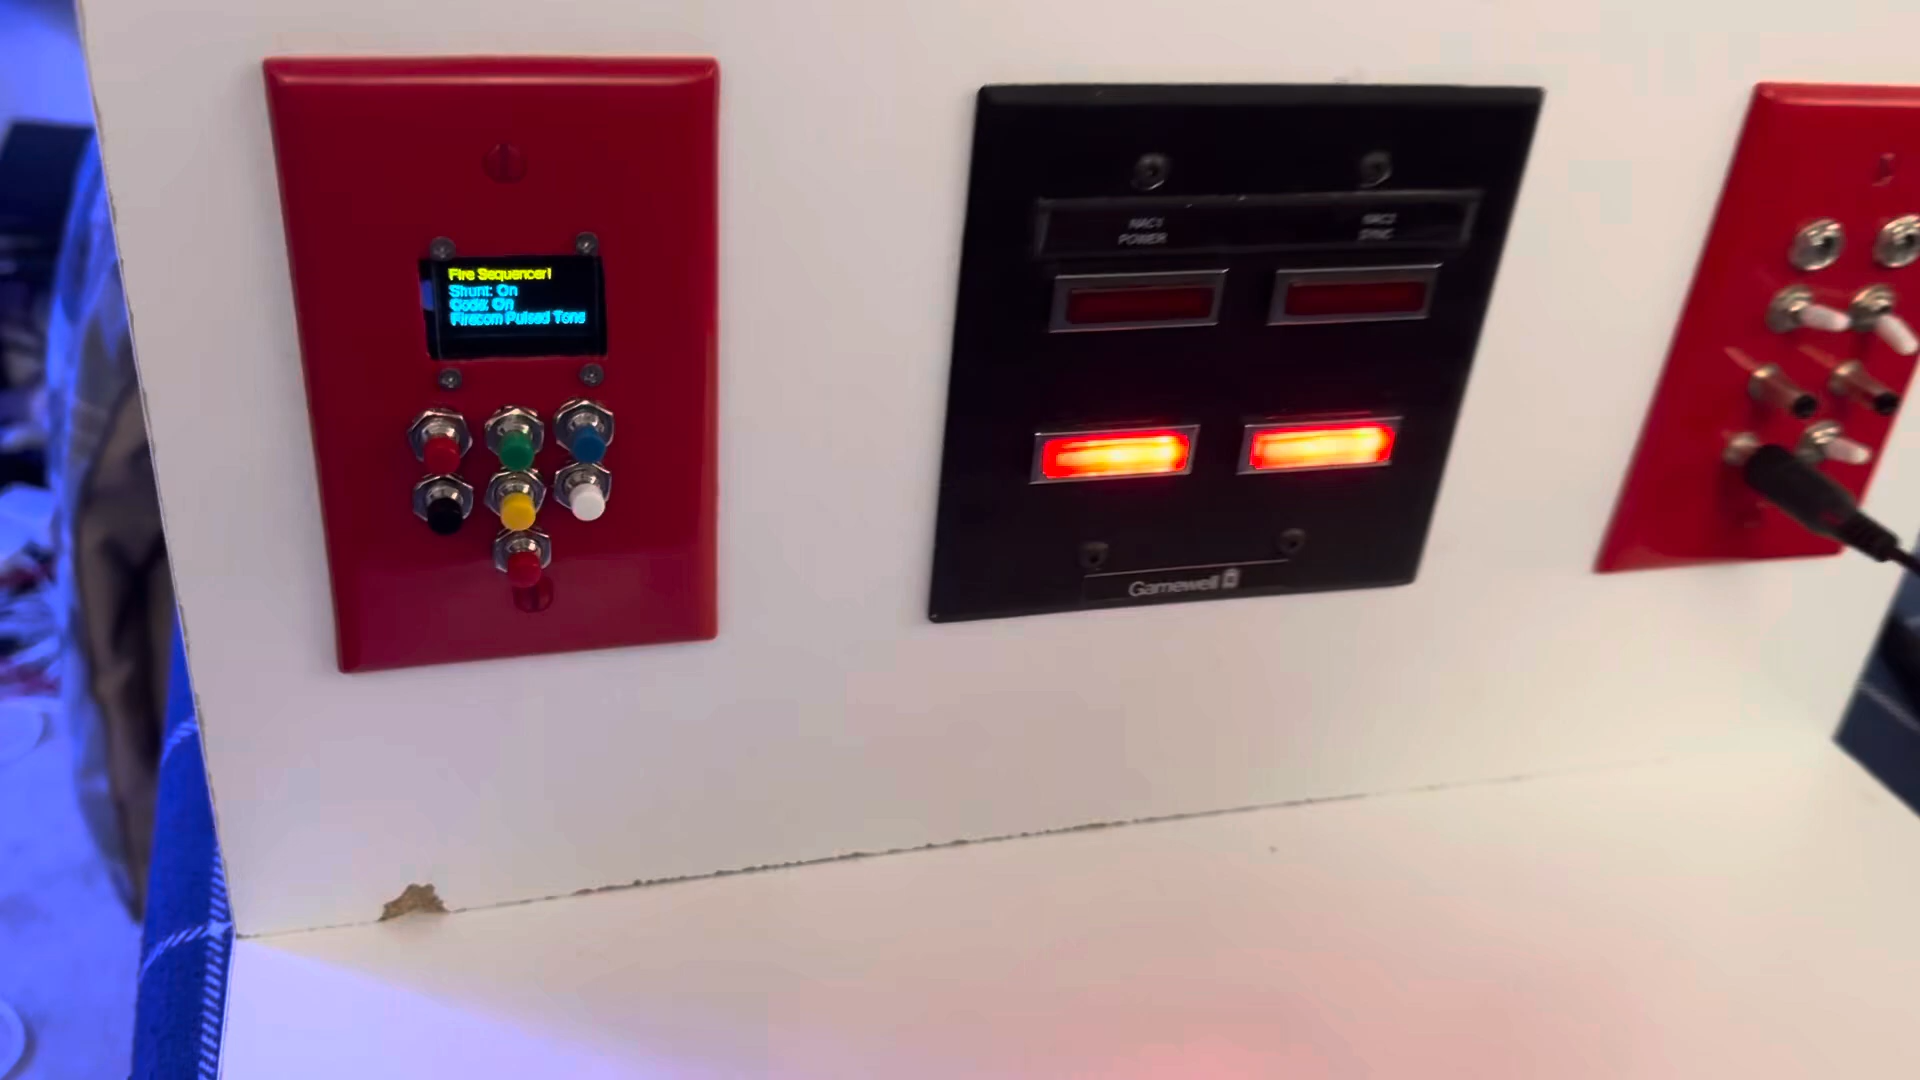 Fire Sequencer!
Shunt: On
Code: On
Firecom Pulsed Tone
NAC1
POWER
NAC2
SYNC
Gamewell